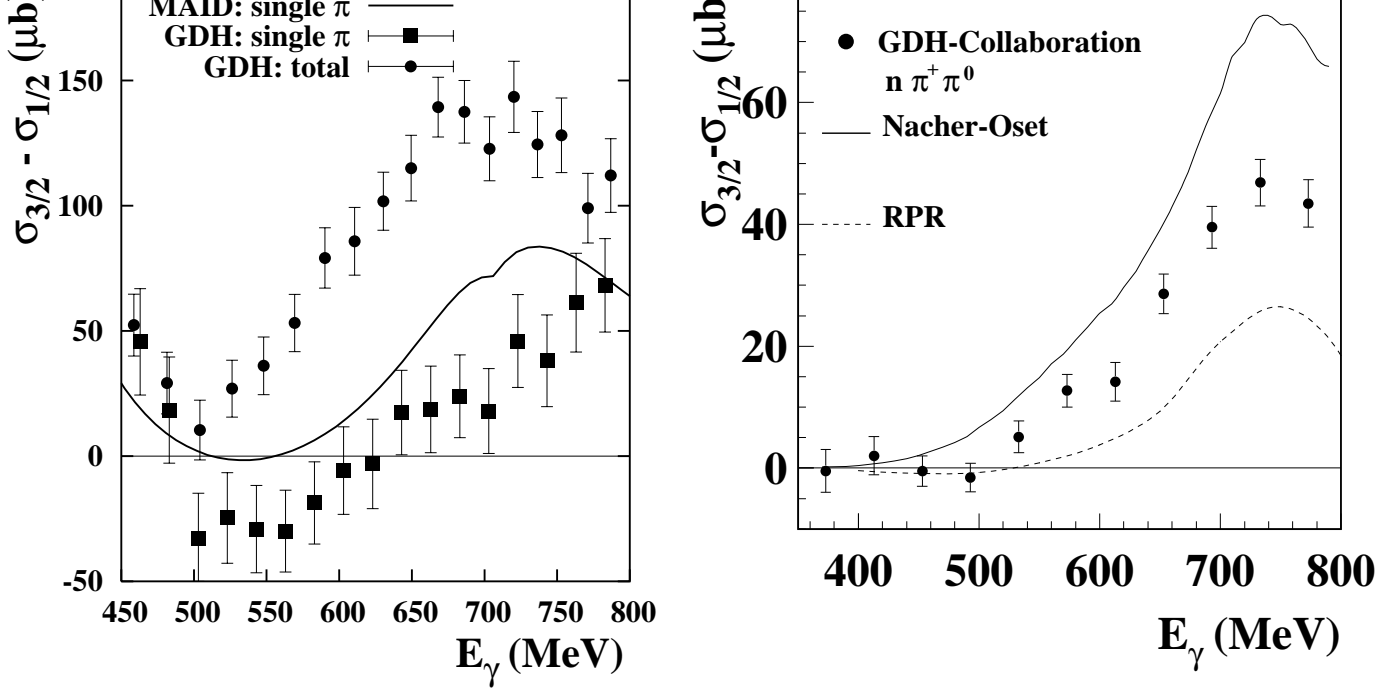 MAID: single π
GDH: single π
GDH: total
σ3/2 - σ1/2 (μb)
150
100
50
0
-50
450 500 550 600 650 700 750 800
Eγ (MeV)
GDH-Collaboration
n π+ π0
Nacher-Oset
RPR
σ3/2-σ1/2 (μb
60
40
20
0
400 500 600 700 800
Eγ (MeV)